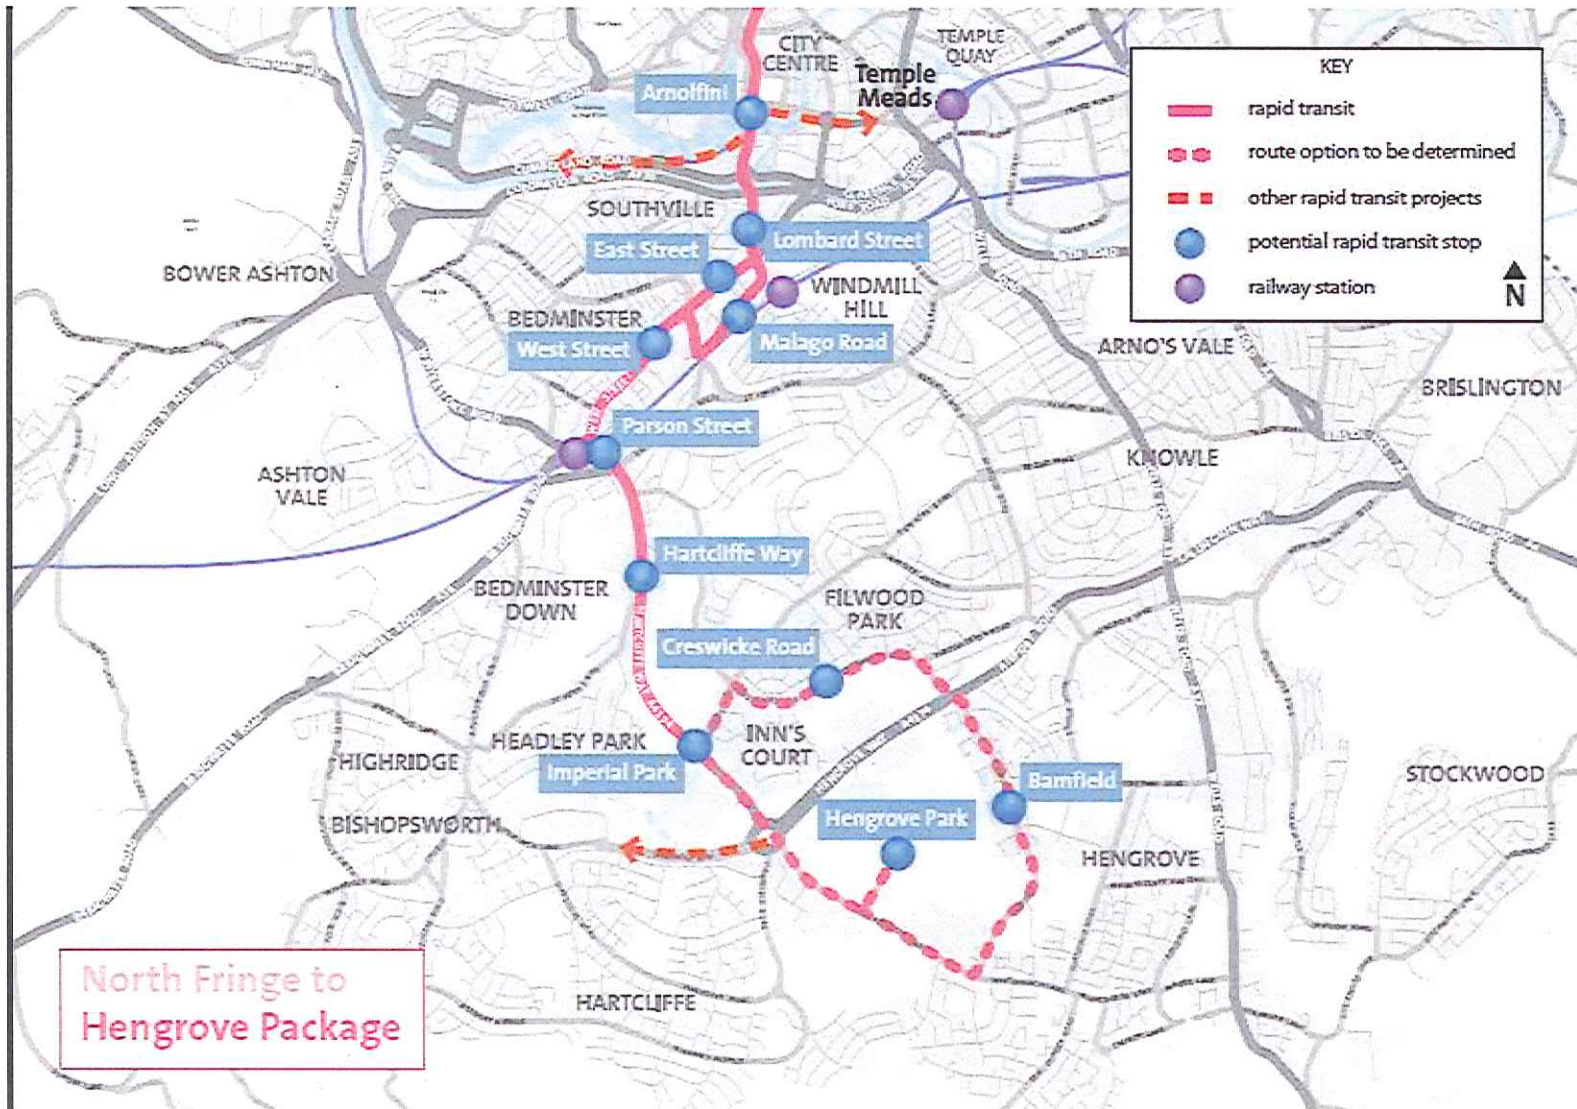 CITY
CENTRE
TEMPLE
QUAY
Temple
Meads
Arnolfini
KEY
rapid transit
route option to be determined
other rapid transit projects
potential rapid transit stop
railway station
N
SOUTHVILLE
Lombard Street
East Street
BOWER ASHTON
WINDMILL
HILL
BEDMINSTER
West Street
Malago Road
ARNO'S VALE
BRISLINGTON
Parson Street
KNOWLE
ASHTON
VALE
Hartcliffe Way
BEDMINSTER
DOWN
FILWOOD
PARK
Creswicke Road
HEADLEY PARK
INN'S
COURT
HIGHRIDGE
Imperial Park
STOCKWOOD
Bamfield
Hengrove Park
BISHOPSWORTH
HENGROVE
HARTCLIFFE
North Fringe to
Hengrove Package